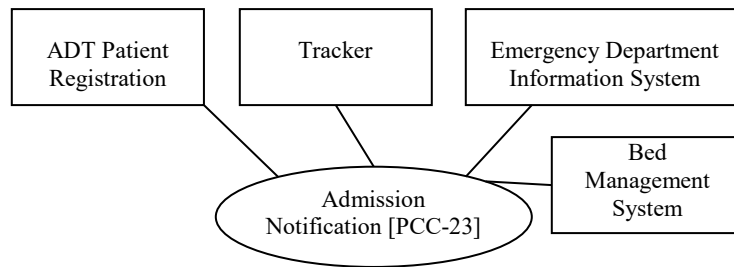 ADT Patient
Registration
Tracker
Emergency Department
Information System
Bed
Management
System
Admission
Notification [PCC-23]